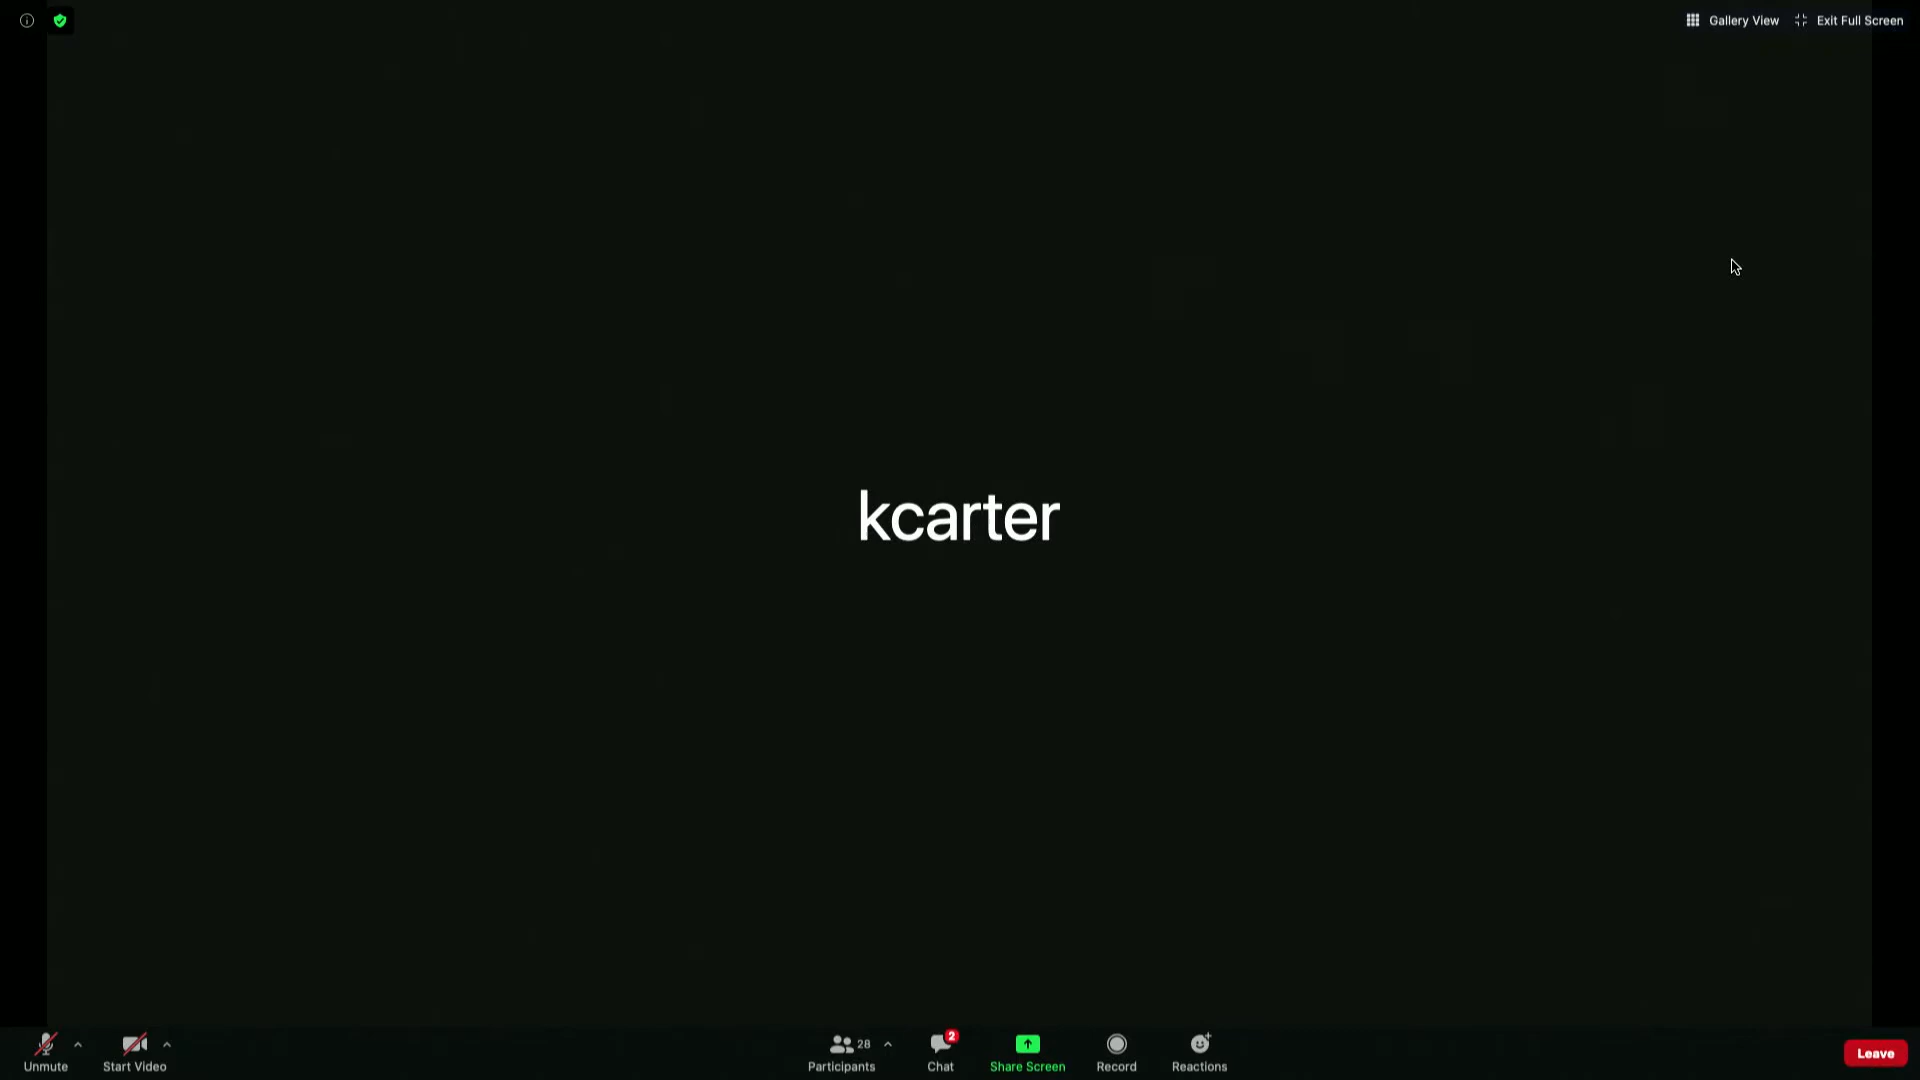 Gallery View Exit Full Screen
kcarter
28
2
Unmute Start Video Participants Chat Share Screen Record Reactions Leave